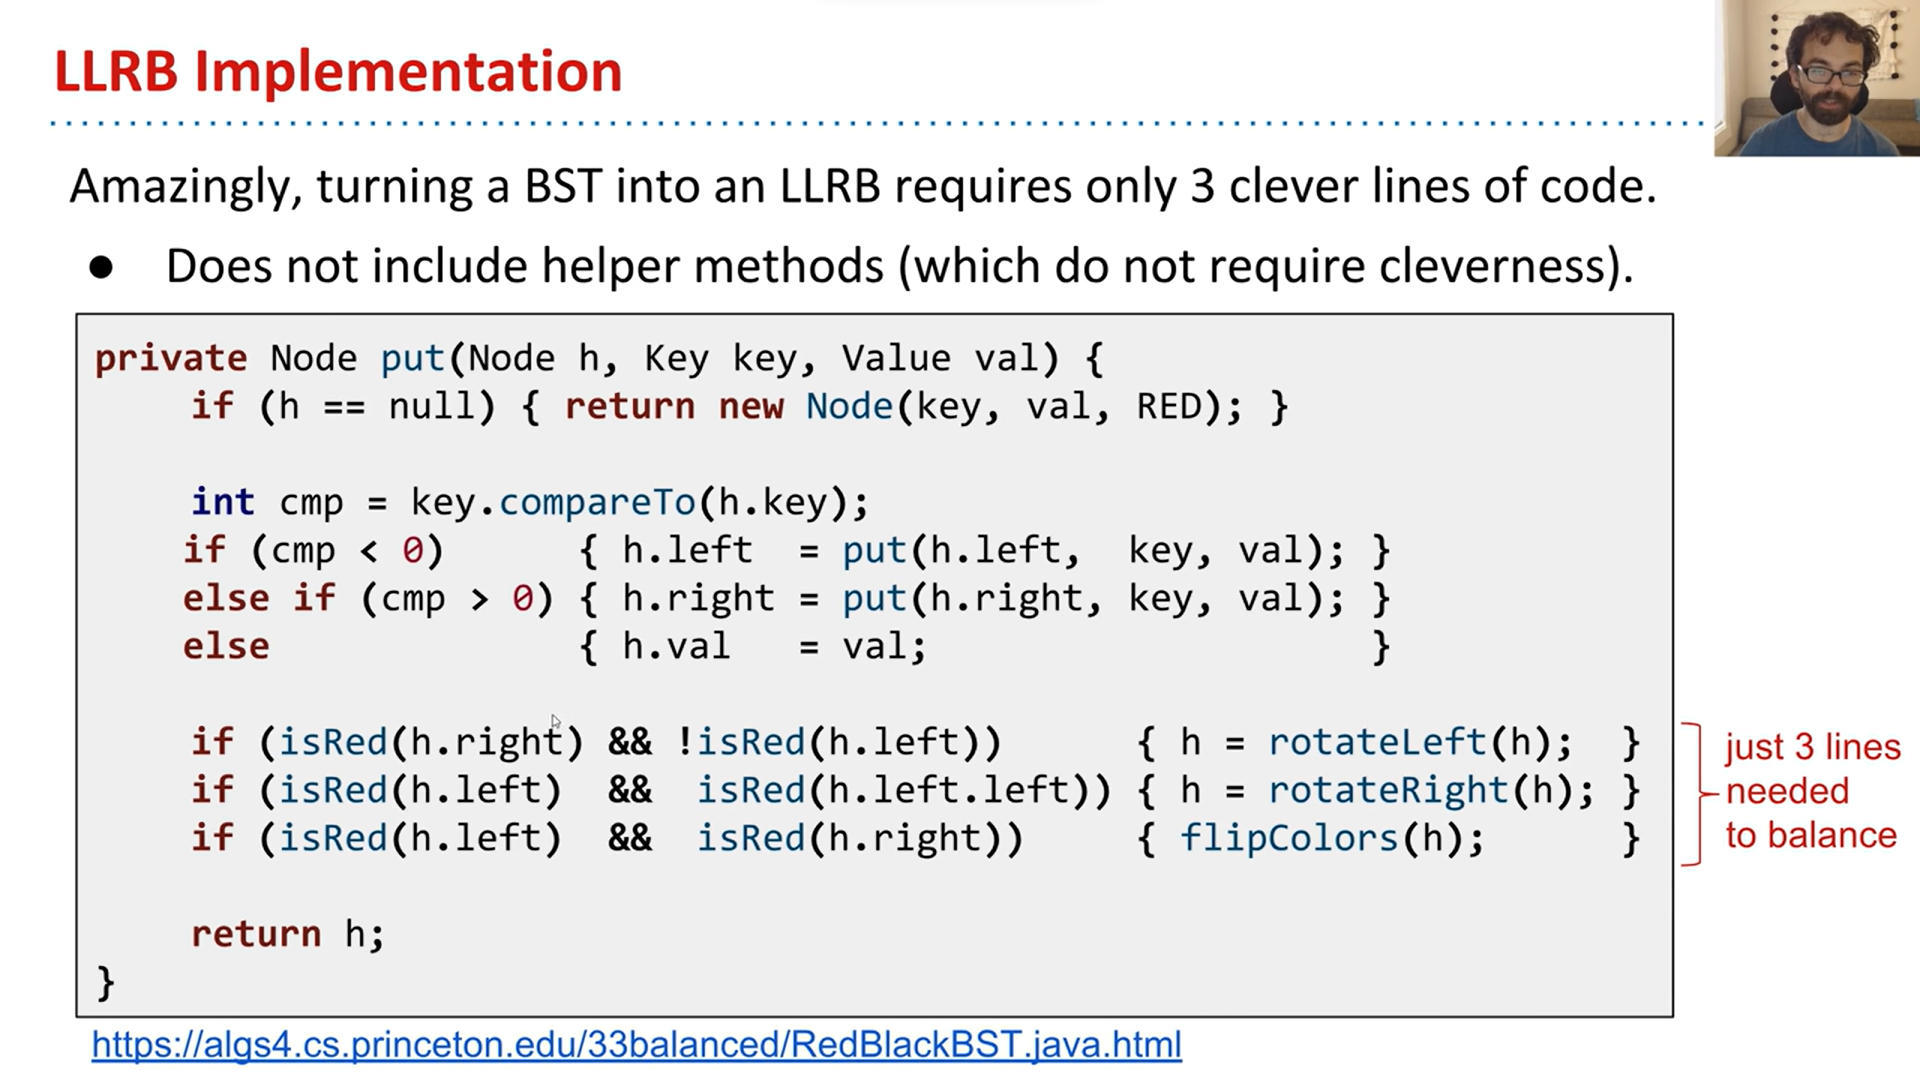 LLRB Implementation
Amazingly, turning a BST into an LLRB requires only 3 clever lines of code.
● Does not include helper methods (which do not require cleverness).
private Node put(Node h, Key key, Value val) {
if (h == null) { return new Node(key, val, RED); }
int cmp = key.compareTo(h.key);
if (cmp < 0) { h.left = put(h.left, key, val); }
else if (cmp > 0) { h.right = put(h.right, key, val); }
else { h.val = val; }
if (isRed(h.right) && !isRed(h.left)) { h = rotateLeft(h); }
if (isRed(h.left) && isRed(h.left.left)) { h = rotateRight(h); }
if (isRed(h.left) && isRed(h.right)) { flipColors(h); }
return h;
}
just 3 lines
needed
to balance
https://algs4.cs.princeton.edu/33balanced/RedBlackBST.java.html